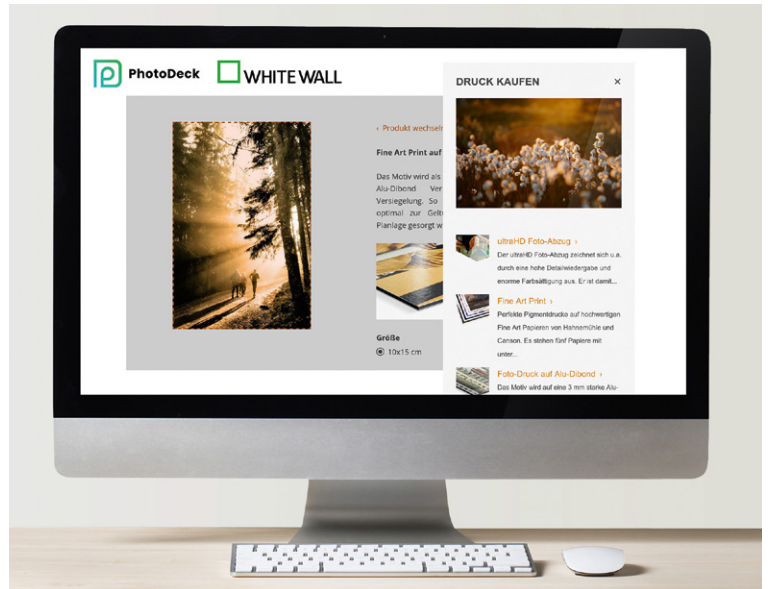 PhotoDeck
WHITE WALL
‹ Produkt wechseln
Fine Art Print auf
Das Motiv wird als
Alu-Dibond Ver
Versiegelung. So
optimal zur Geltu
Planlage gesorgt w
Größe
10x15 cm
DRUCK KAUFEN ×
ultraHD Foto-Abzug ›
Der ultraHD Foto-Abzug zeichnet sich u.a.
durch eine hohe Detailwiedergabe und
enorme Farbsättigung aus. Er ist damit...
Fine Art Print ›
Perfekte Pigmentdrucke auf hochwertigen
Fine Art Papieren von Hahnemühle und
Canson. Es stehen fünf Papiere mit
unter...
Foto-Druck auf Alu-Dibond ›
Das Motiv wird auf eine 3 mm starke Alu-